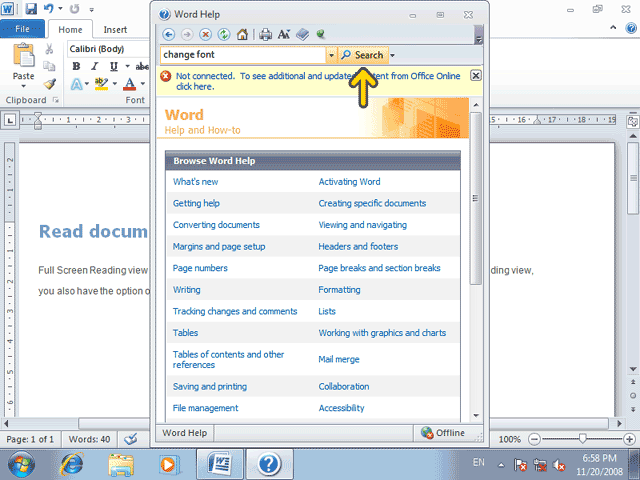 Word Help
File
Home
Insert
Calibri (Body)
Paste
B I U abc
Clipboard
change font
Search
Not connected. To see additional and update
tent from Office Online
click here.
Word
Help and How-to
Browse Word Help
What's new
Activating Word
Getting help
Creating specific documents
Converting documents
Viewing and navigating
Margins and page setup
Headers and footers
Page numbers
Page breaks and section breaks
Writing
Formatting
Tracking changes and comments
Lists
Tables
Working with graphics and charts
Tables of contents and other
references
Mail merge
Saving and printing
Collaboration
File management
Accessibility
Read docum
Full Screen Reading view
ding view,
you also have the option o
Word Help
Offline
Page: 1 of 1
Words: 40
100%
EN
6:58 PM
11/20/2008